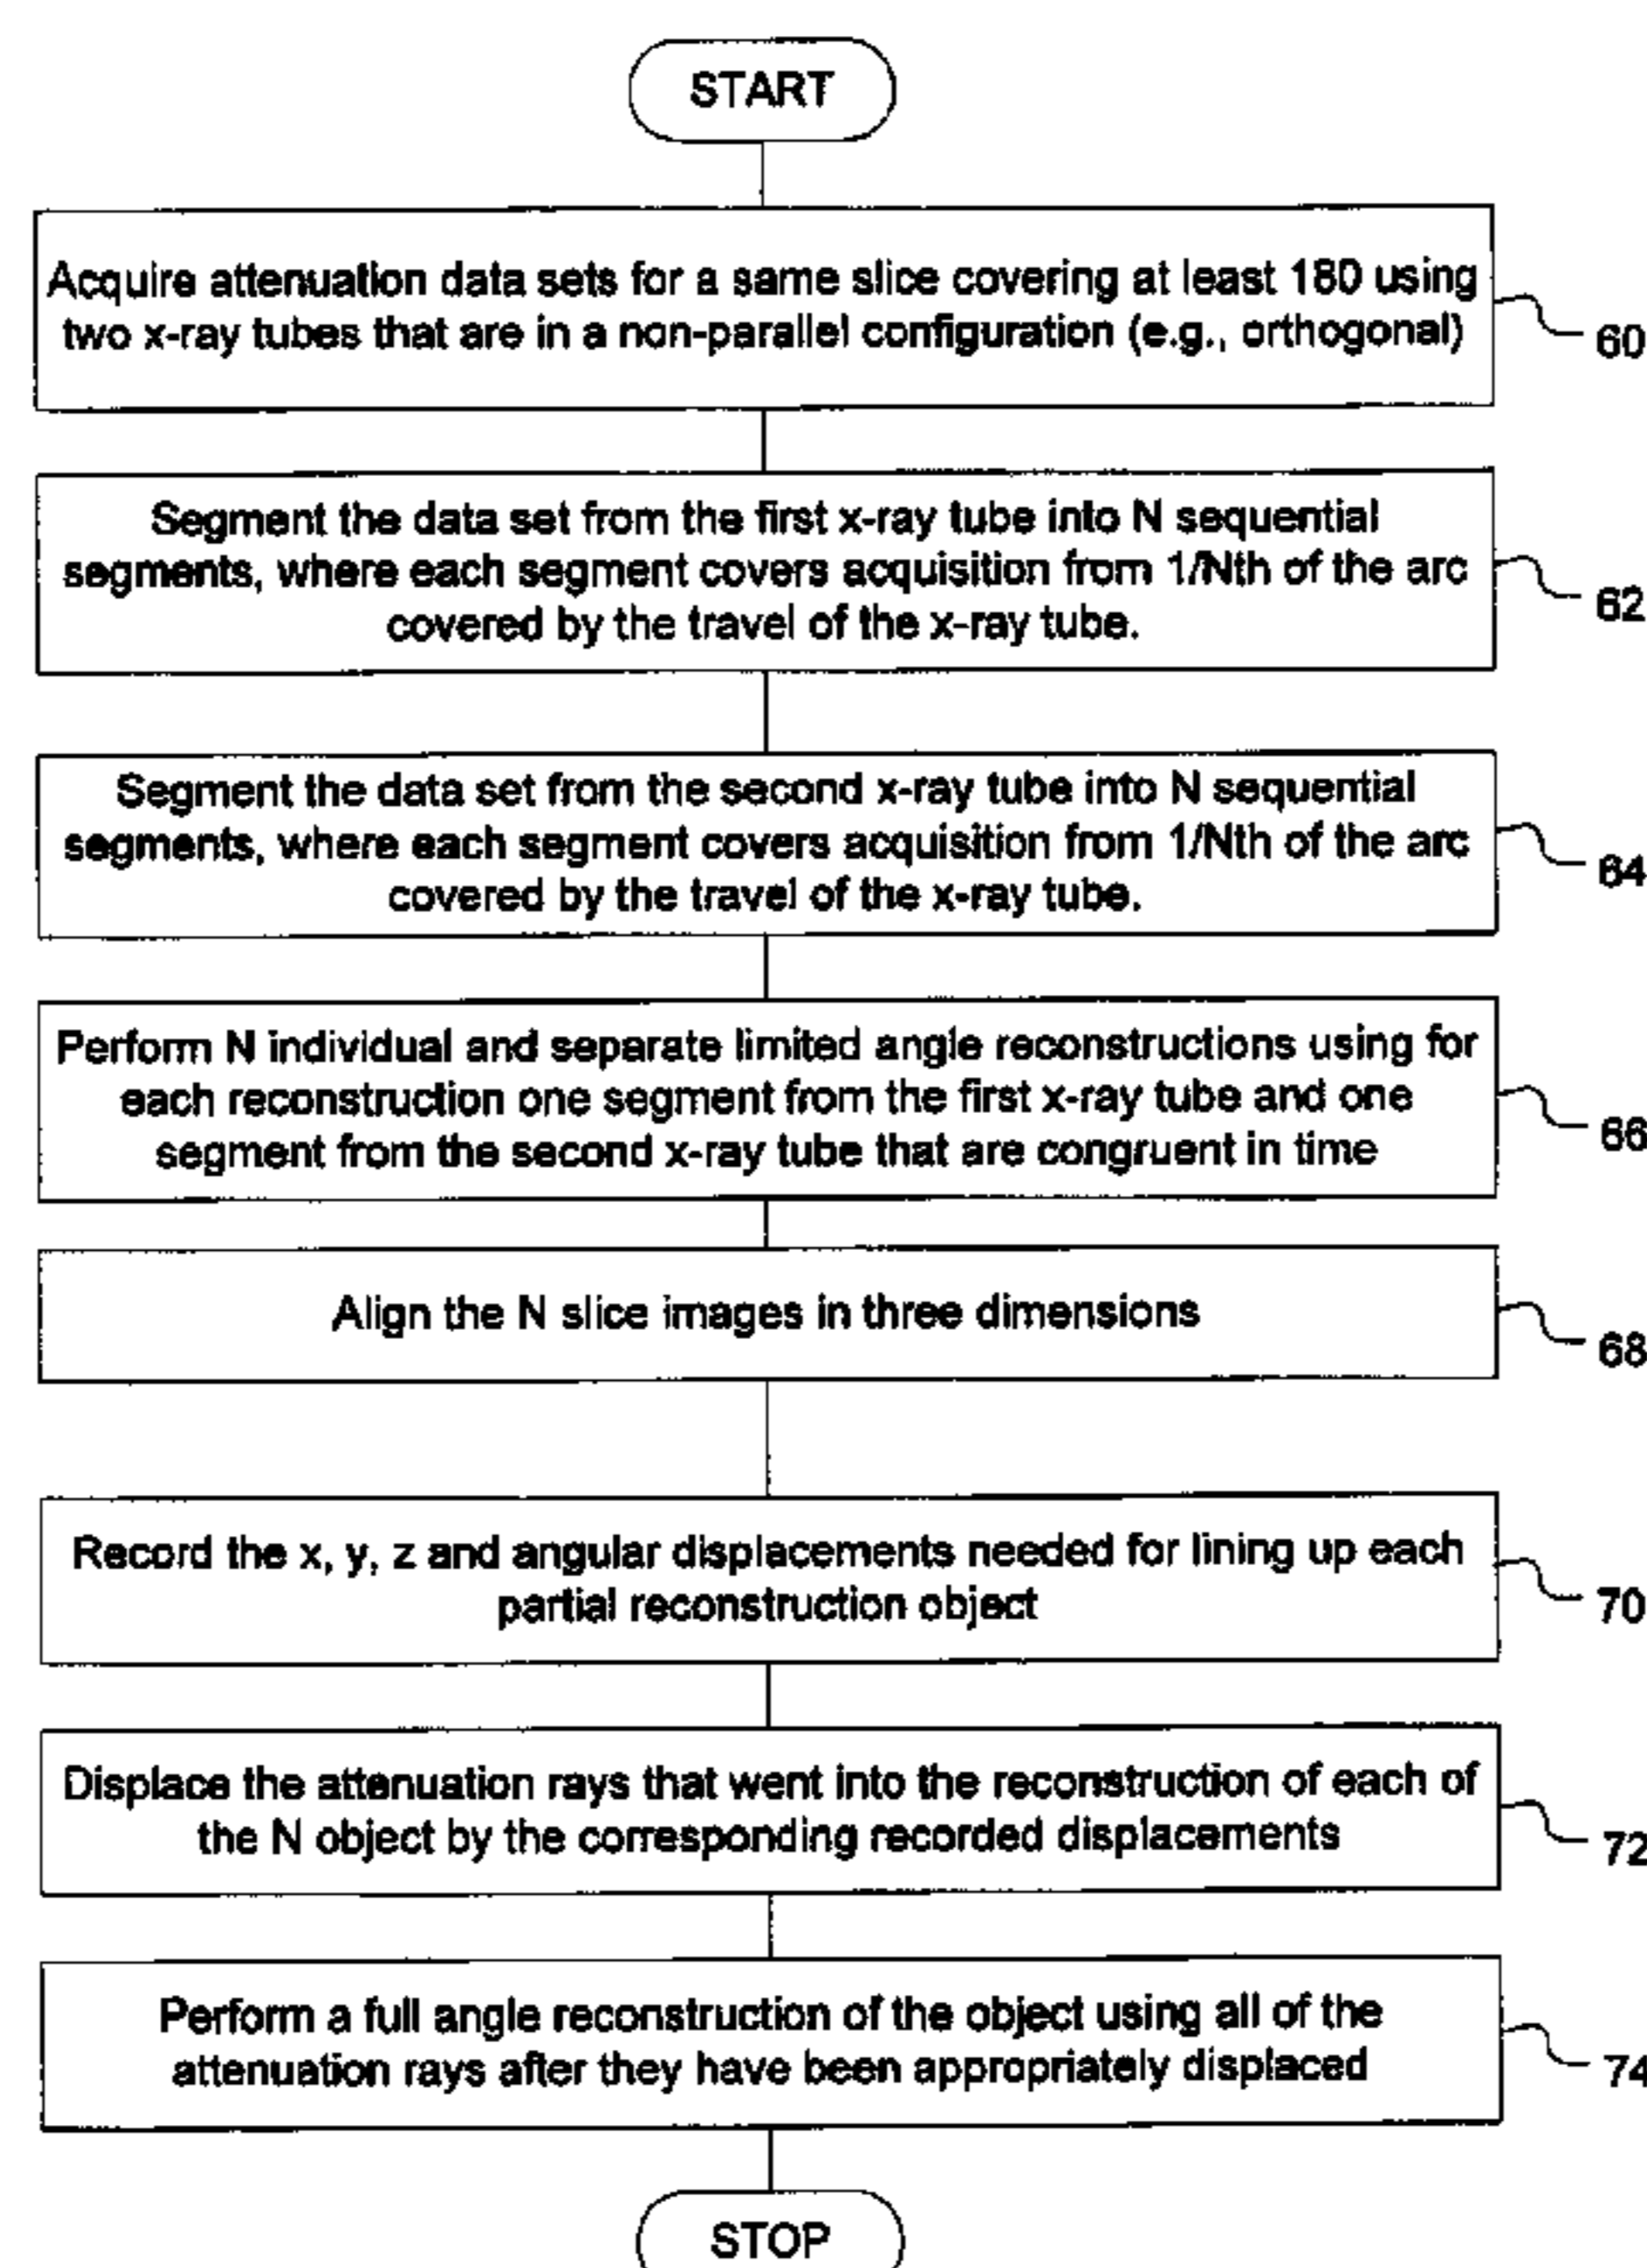 START
Acquire attenuation data sets for a same slice covering at least 180 using
two x-ray tubes that are in a non-parallel configuration (e.g., orthogonal)
60
Segment the data set from the first x-ray tube into N sequential
segments, where each segment covers acquisition from 1/Nth of the arc
covered by the travel of the x-ray tube.
62
Segment the data set from the second x-ray tube into N sequential
segments, where each segment covers acquisition from 1/Nth of the arc
covered by the travel of the x-ray tube.
64
Perform N individual and separate limited angle reconstructions using for
each reconstruction one segment from the first x-ray tube and one
segment from the second x-ray tube that are congruent in time
66
Align the N slice images in three dimensions
68
Record the x, y, z and angular displacements needed for lining up each
partial reconstruction object
70
Displace the attenuation rays that went into the reconstruction of each of
the N object by the corresponding recorded displacements
72
Perform a full angle reconstruction of the object using all of the
attenuation rays after they have been appropriately displaced
74
STOP